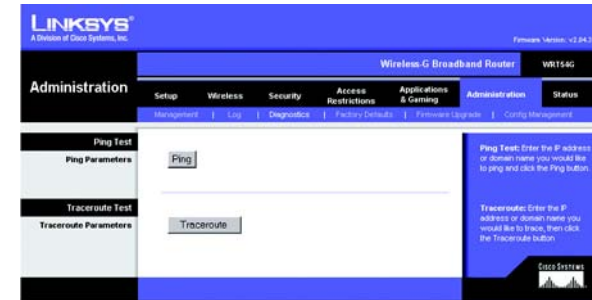 LINKSYS®
A Division of Cisco Systems, Inc.
Firmware Version: v2.04.3
Wireless-G Broadband Router WRT54G
Administration
Setup Wireless Security Access Restrictions Applications & Gaming Administration Status
Management | Log | Diagnostics | Factory Defaults | Firmware Upgrade | Config Management
Ping Test
Ping Parameters
Ping
Ping Test: Enter the IP address
or domain name you would like
to ping and click the Ping button.
Traceroute Test
Traceroute Parameters
Traceroute
Traceroute: Enter the IP
address or domain name you
would like to trace, then click
the Traceroute button
CISCO SYSTEMS